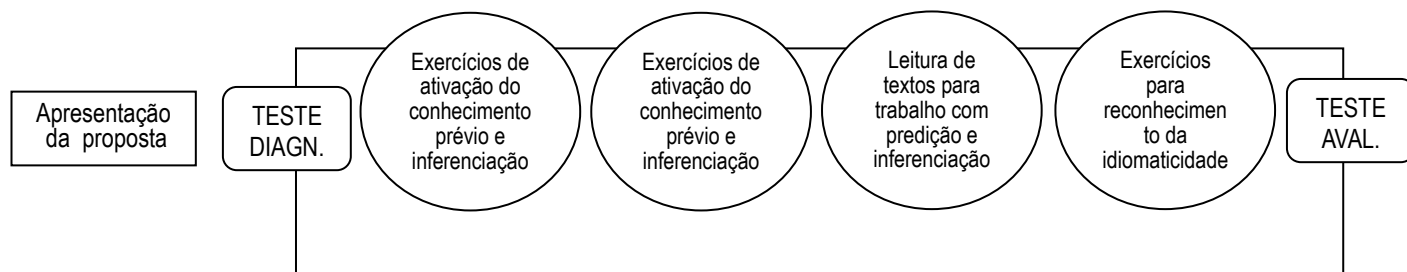 Apresentação
da proposta
TESTE
DIAGN.
Exercícios de
ativação do
conhecimento
prévio e
inferenciação
Exercícios de
ativação do
conhecimento
prévio e
inferenciação
Leitura de
textos para
trabalho com
predição e
inferenciação
Exercícios
para
reconhecimen
to da
idiomaticidade
TESTE
AVAL.